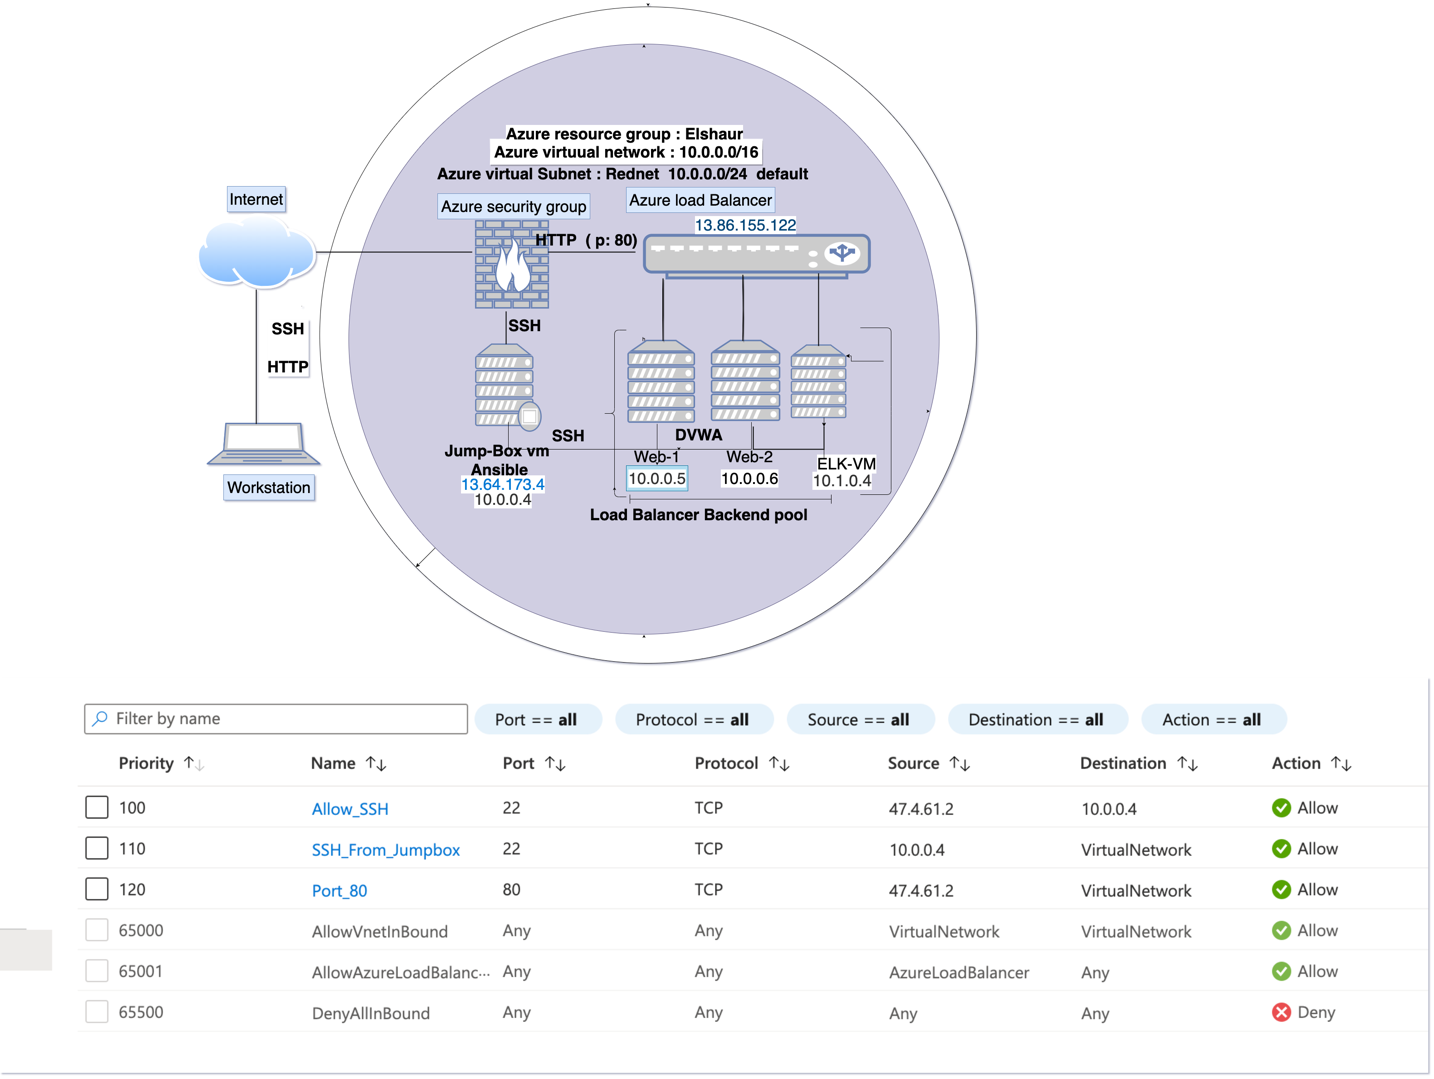 Azure resource group : Elshaur
Azure virtuual network : 10.0.0.0/16
Azure virtual Subnet : Rednet  10.0.0.0/24  default
Internet
Azure security group
Azure load Balancer
13.86.155.122
HTTP  ( p: 80)
SSH
HTTP
SSH
SSH
DVWA
Jump-Box vm
Ansible
13.64.173.4
10.0.0.4
Web-1
10.0.0.5
Web-2
10.0.0.6
ELK-VM
10.1.0.4
Workstation
Load Balancer Backend pool
Filter by name
Port == all
Protocol == all
Source == all
Destination == all
Action == all
Priority Name Port Protocol Source Destination Action
100 Allow_SSH 22 TCP 47.4.61.2 10.0.0.4 Allow
110 SSH_From_Jumpbox 22 TCP 10.0.0.4 VirtualNetwork Allow
120 Port_80 80 TCP 47.4.61.2 VirtualNetwork Allow
65000 AllowVnetInBound Any Any VirtualNetwork VirtualNetwork Allow
65001 AllowAzureLoadBalanc... Any Any AzureLoadBalancer Any Allow
65500 DenyAllInBound Any Any Any Any Deny